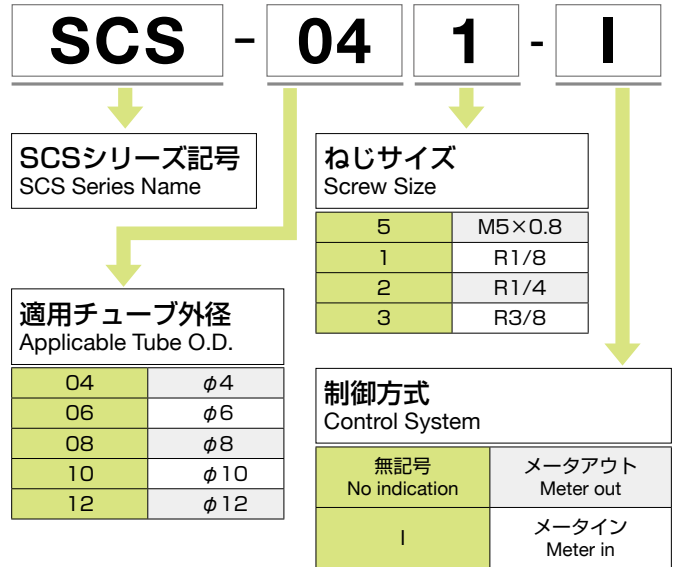 SCS - 04 1 - I
SCSシリーズ記号
SCS Series Name
ねじサイズ
Screw Size
5 M5×0.8
1 R1/8
2 R1/4
3 R3/8
適用チューブ外径
Applicable Tube O.D.
04 φ4
06 φ6
08 φ8
10 φ10
12 φ12
制御方式
Control System
無記号 メータアウト
No indication Meter out
I メータイン
Meter in